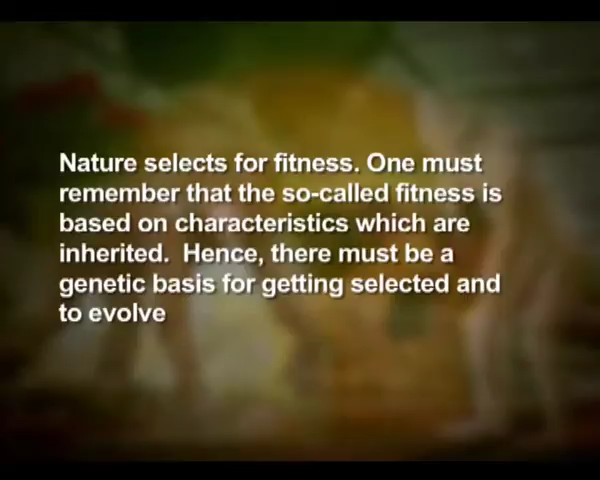 Nature selects for fitness. One must
remember that the so-called fitness is
based on characteristics which are
inherited.  Hence, there must be a
genetic basis for getting selected and
to evolve